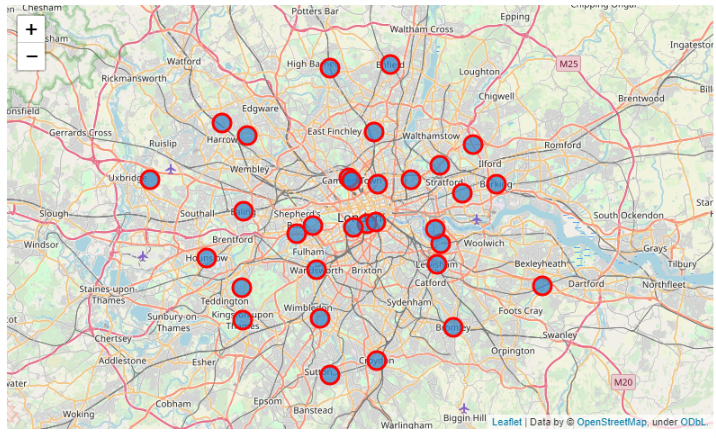 Chesham
Potters Bar
Epping
Chipping Ongar
+
−
Watford
Waltham Cross
Ingatestone
Rickmansworth
High Barnet
Enfield
Loughton
M25
Chigwell
Brentwood
Edgware
Gerrards Cross
Ruislip
Harrow
East Finchley
Walthamstow
Romford
Wembley
Ilford
Uxbridge
Camden Town
Stratford
Barking
Slough
Southall
Ealing
Shepherd's
London
South Ockendon
Windsor
Brentford
Fulham
Woolwich
Grays
Hounslow
Wandsworth
Brixton
Lewisham
Bexleyheath
Tilbury
Staines-upon
Thames
Teddington
Catford
Dartford
Northfleet
Sunbury-on
Thames
Kingston upon
Thames
Wimbledon
Sydenham
Foots Cray
Chertsey
Bromley
Swanley
Addlestone
Esher
Croydon
Orpington
Sutton
M20
Cobham
Epsom
Banstead
Woking
Warlingham
Biggin Hill
Leaflet | Data by © OpenStreetMap, under ODbL.